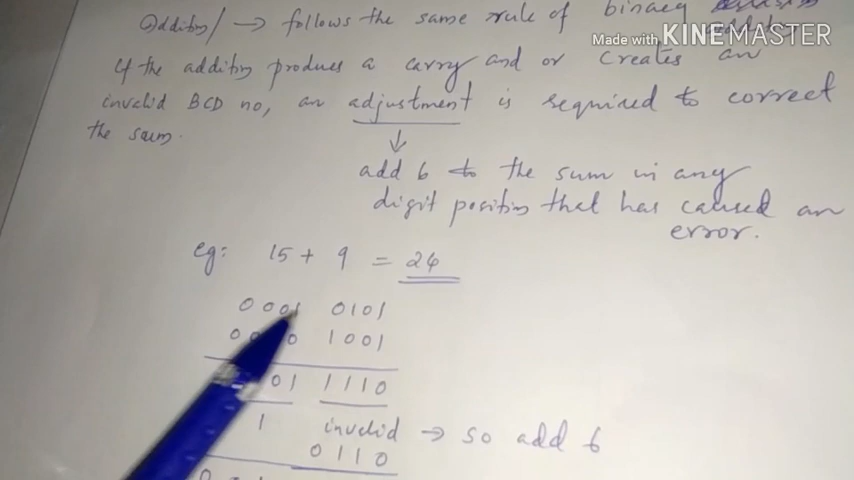 Addition/ → follows the same rule of binary
Made with KINEMASTER
If the addition produces a carry and or creates an
invalid BCD no, an adjustment is required to correct
the sum.
add 6 to the sum in any
digit position that has caused an
error.
eg: 15 + 9 = 24
0001 0101
0 0 1001
01 1110
1 invalid → so add 6
0110